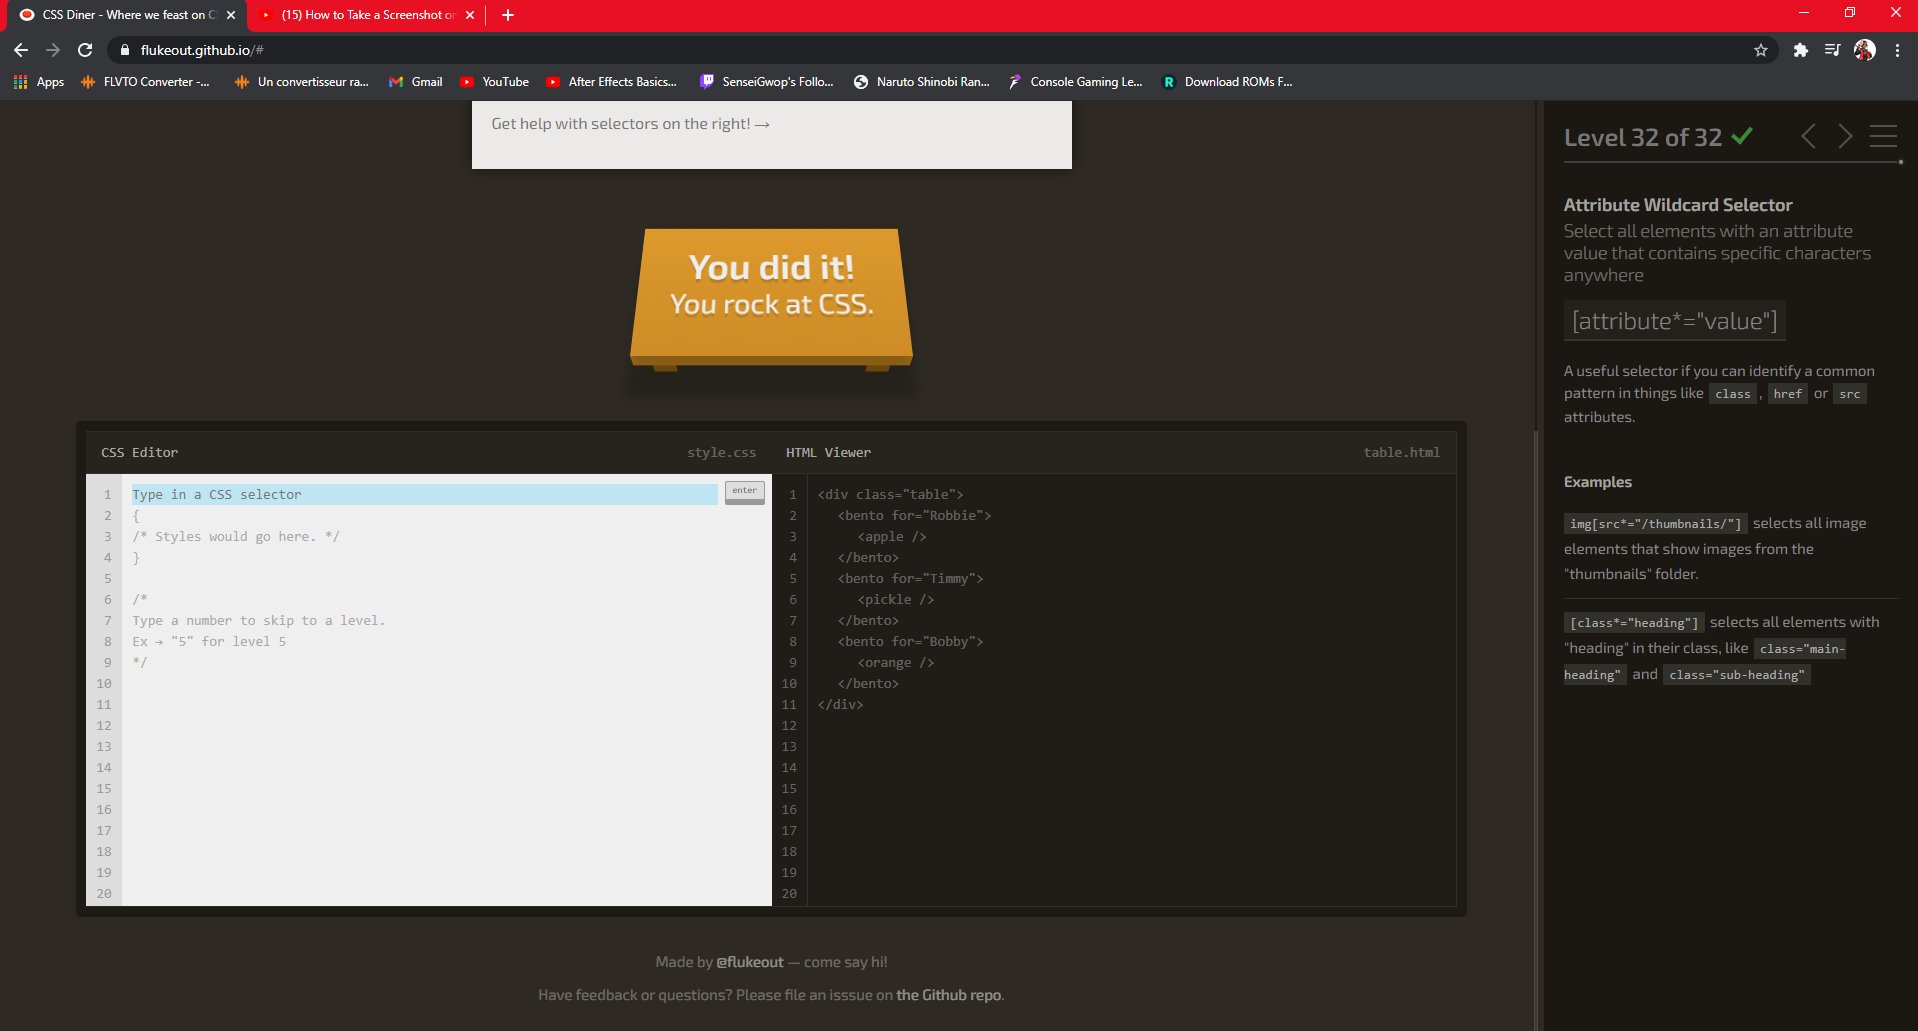 CSS Diner - Where we feast on CS
(15) How to Take a Screenshot or
flukeout.github.io/#
Apps
FLVTO Converter -...
Un convertisseur ra...
Gmail
YouTube
After Effects Basics...
SenseiGwop's Follo...
Naruto Shinobi Ran...
Console Gaming Le...
Download ROMs F...
Get help with selectors on the right! →
You did it!
You rock at CSS.
CSS Editor
style.css
1 Type in a CSS selector
enter
2 {
3 /* Styles would go here. */
4 }
5
6 /*
7 Type a number to skip to a level.
8 Ex → "5" for level 5
9 */
10
11
12
13
14
15
16
17
18
19
20
HTML Viewer
table.html
1 <div class="table">
2 <bento for="Robbie">
3 <apple />
4 </bento>
5 <bento for="Timmy">
6 <pickle />
7 </bento>
8 <bento for="Bobby">
9 <orange />
10 </bento>
11 </div>
12
13
14
15
16
17
18
19
20
Made by @flukeout — come say hi!
Have feedback or questions? Please file an isssue on the Github repo.
Level 32 of 32
Attribute Wildcard Selector
Select all elements with an attribute
value that contains specific characters
anywhere
[attribute*="value"]
A useful selector if you can identify a common
pattern in things like class , href or src
attributes.
Examples
img[src*="/thumbnails/"] selects all image
elements that show images from the
"thumbnails" folder.
[class*="heading"] selects all elements with
"heading" in their class, like class="main-
heading" and class="sub-heading"